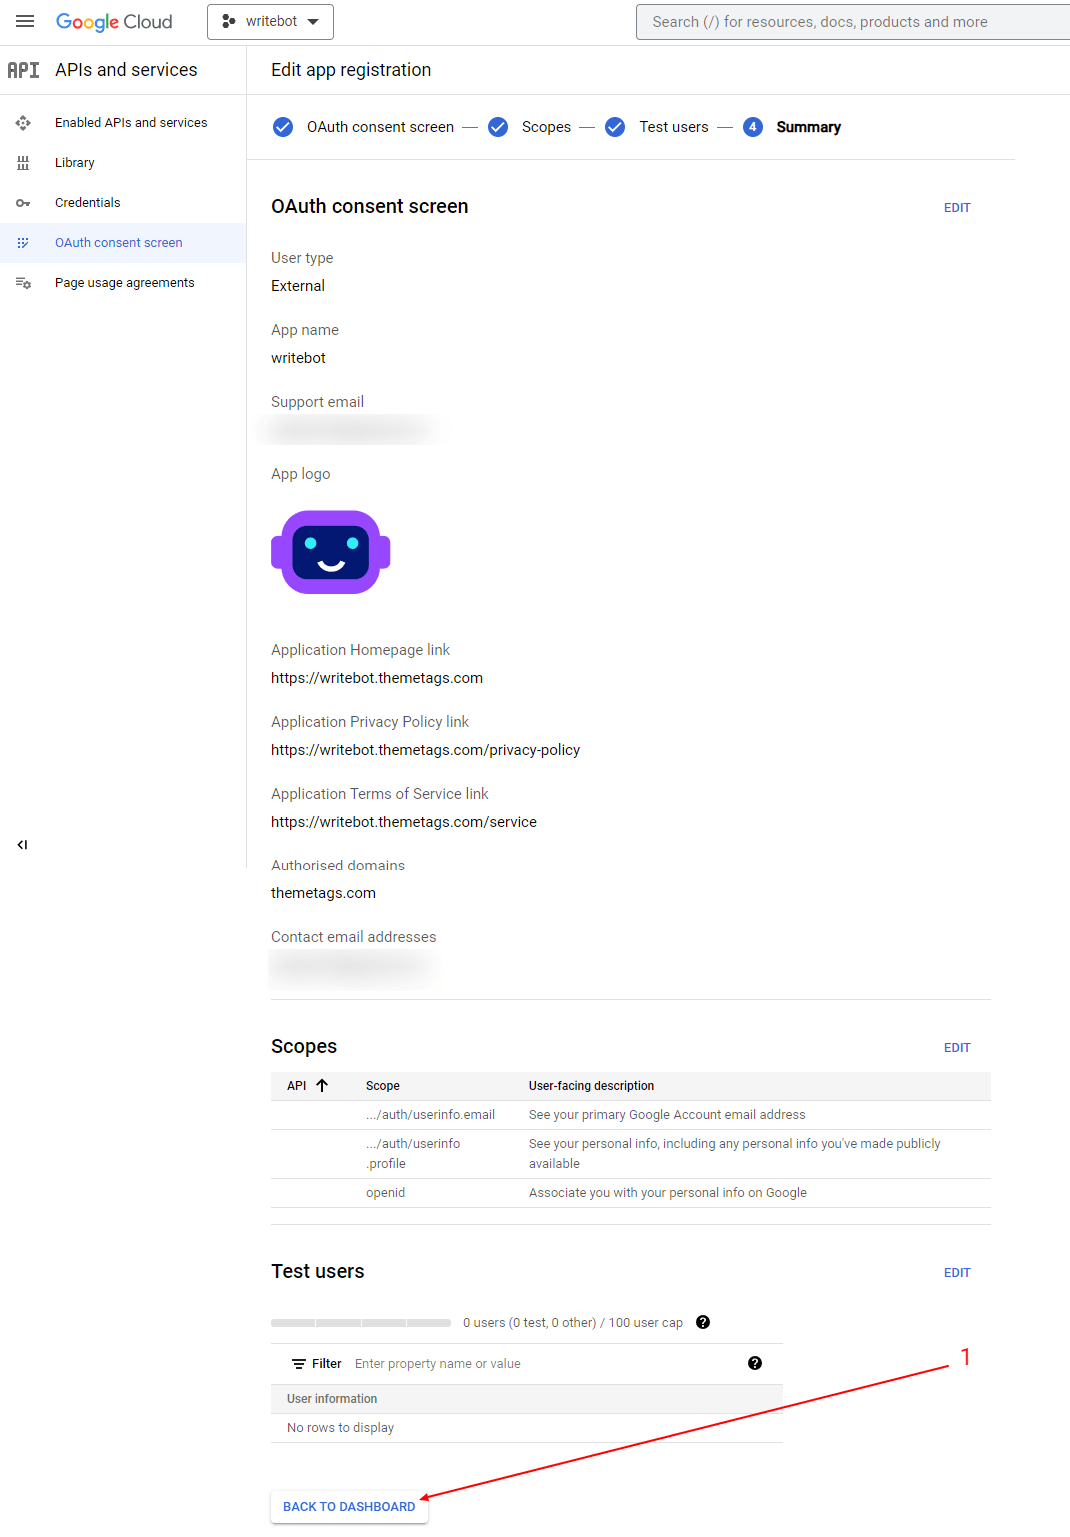 Google Cloud
writebot
Search (/) for resources, docs, products and more
API
APIs and services
Edit app registration
Enabled APIs and services
Library
Credentials
OAuth consent screen
Page usage agreements
OAuth consent screen
Scopes
Test users
4
Summary
OAuth consent screen
EDIT
User type
External
App name
writebot
Support email
App logo
Application Homepage link
https://writebot.themetags.com
Application Privacy Policy link
https://writebot.themetags.com/privacy-policy
Application Terms of Service link
https://writebot.themetags.com/service
Authorised domains
themetags.com
Contact email addresses
Scopes
EDIT
API Scope User-facing description
.../auth/userinfo.email See your primary Google Account email address
.../auth/userinfo See your personal info, including any personal info you've made publicly
.profile available
openid Associate you with your personal info on Google
Test users
EDIT
0 users (0 test, 0 other) / 100 user cap ?
Filter Enter property name or value ?
1
User information
No rows to display
BACK TO DASHBOARD